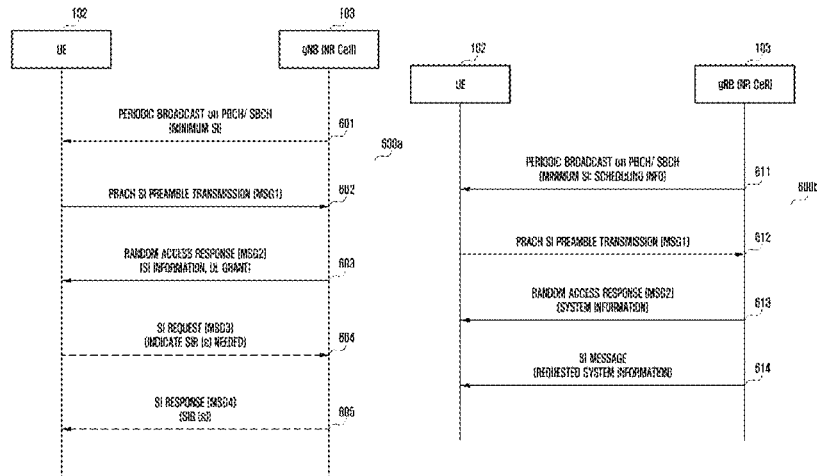 102
103
UE
gNB (NR Cell)
PERIODIC BROADCAST on PBCH/ SBCH
(MINIMUM SI)
601
600a
PRACH SI PREAMBLE TRANSMISSION (MSG1)
602
RANDOM ACCESS RESPONSE (MSG2)
(SI INFORMATION, UL GRANT)
603
SI REQUEST (MSG3)
(INDICATE SIB (s) NEEDED)
604
SI RESPONSE (MSG4)
(SIB (s))
605
102
103
UE
gNB (NR Cell)
PERIODIC BROADCAST on PBCH/ SBCH
(MINIMUM SI: SCHEDULING INFO)
611
600b
PRACH SI PREAMBLE TRANSMISSION (MSG1)
612
RANDOM ACCESS RESPONSE (MSG2)
(SYSTEM INFORMATION)
613
SI MESSAGE
(REQUESTED SYSTEM INFORMATION)
614